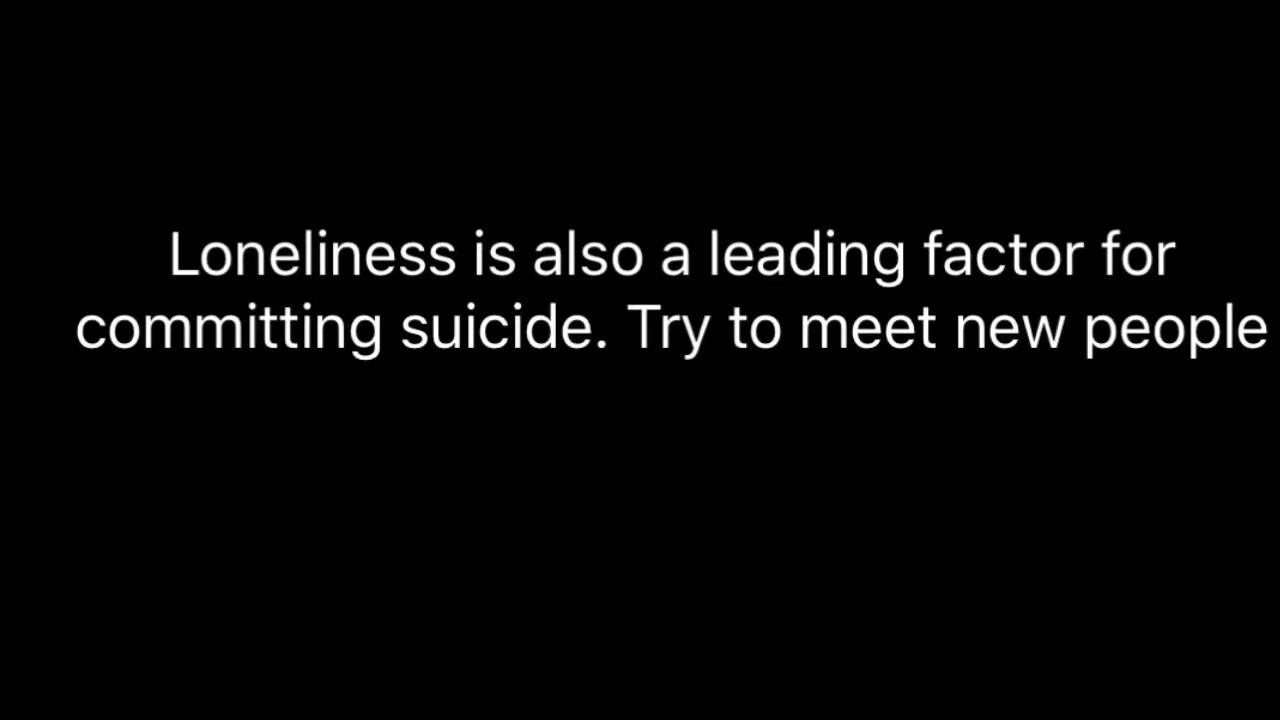 Loneliness is also a leading factor for
committing suicide. Try to meet new people